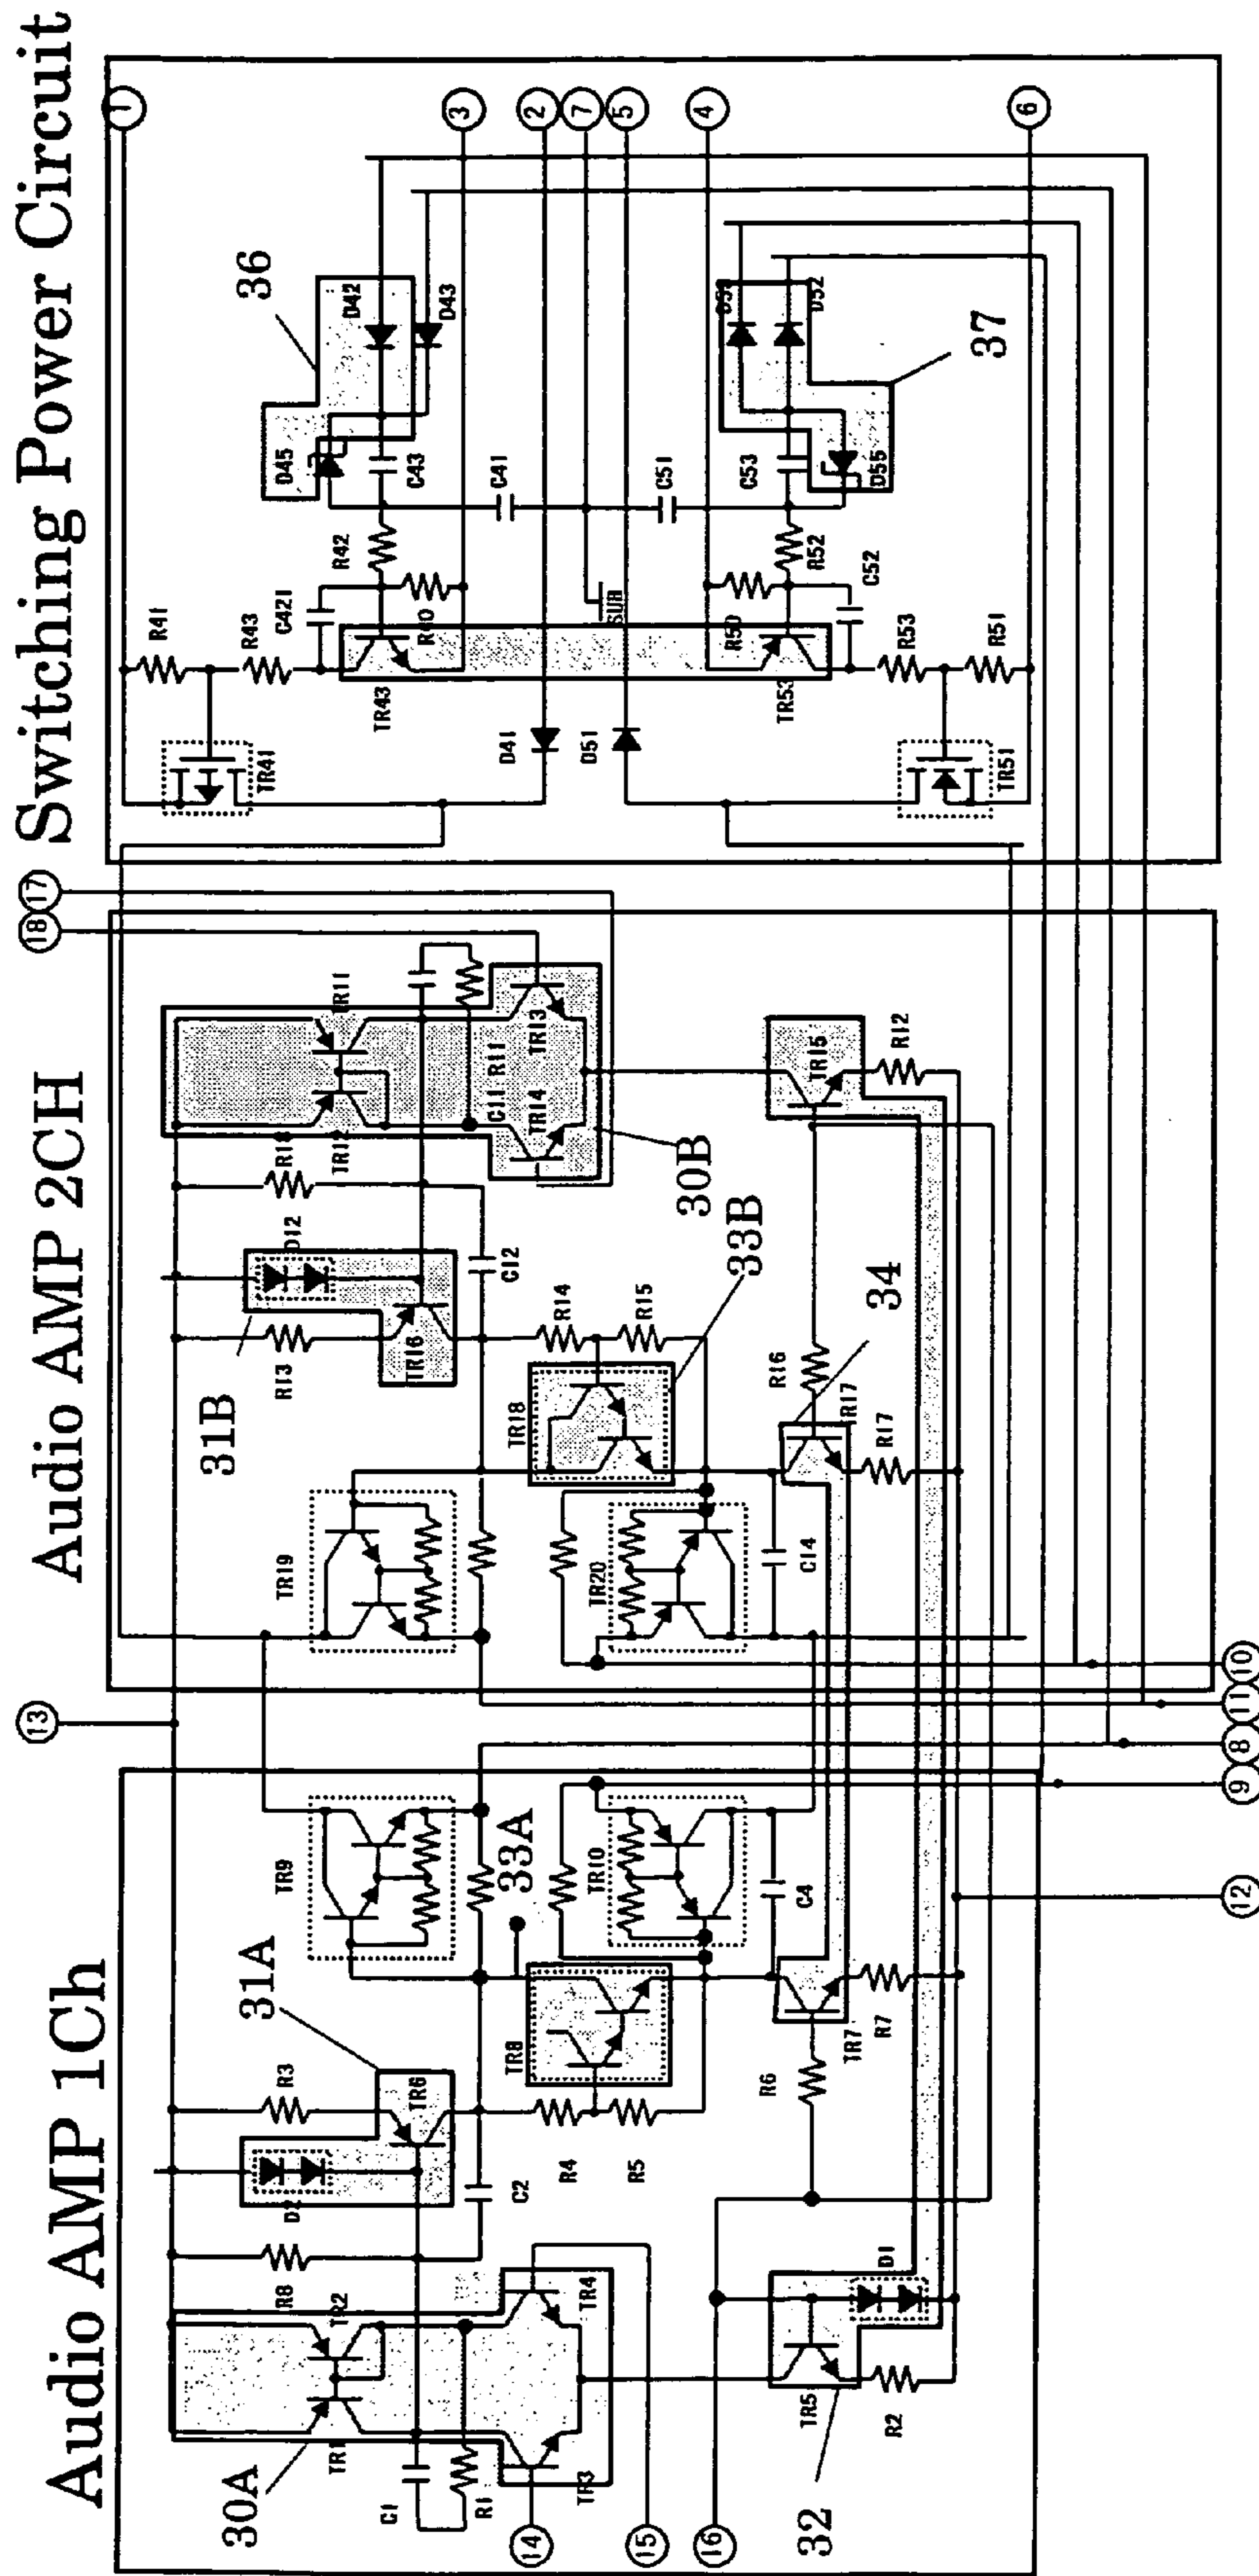 Audio AMP 1Ch
Audio AMP 2CH
Switching Power Circuit
30A
TR1
TR2
R8
C1
R1
TR3
TR4
14
15
16
32
TR5
R2
D1
D2
R3
31A
TR6
C2
R4
R5
TR8
33A
R6
TR7
R7
TR9
TR10
C4
12
9
8
11
10
13
31B
R13
D12
TR16
C12
R18
TR12
TR11
C11
R11
TR14
TR13
30B
18
17
TR19
TR18
R14
R15
33B
TR20
C14
R16
34
R17
TR15
R12
TR41
R41
R43
C421
TR43
R40
R42
D45
C43
D42
D43
36
C41
SUB
D41
D51
C51
TR53
R50
R52
C52
C53
D55
D52
37
R53
R51
TR51
1
3
2
7
5
4
6